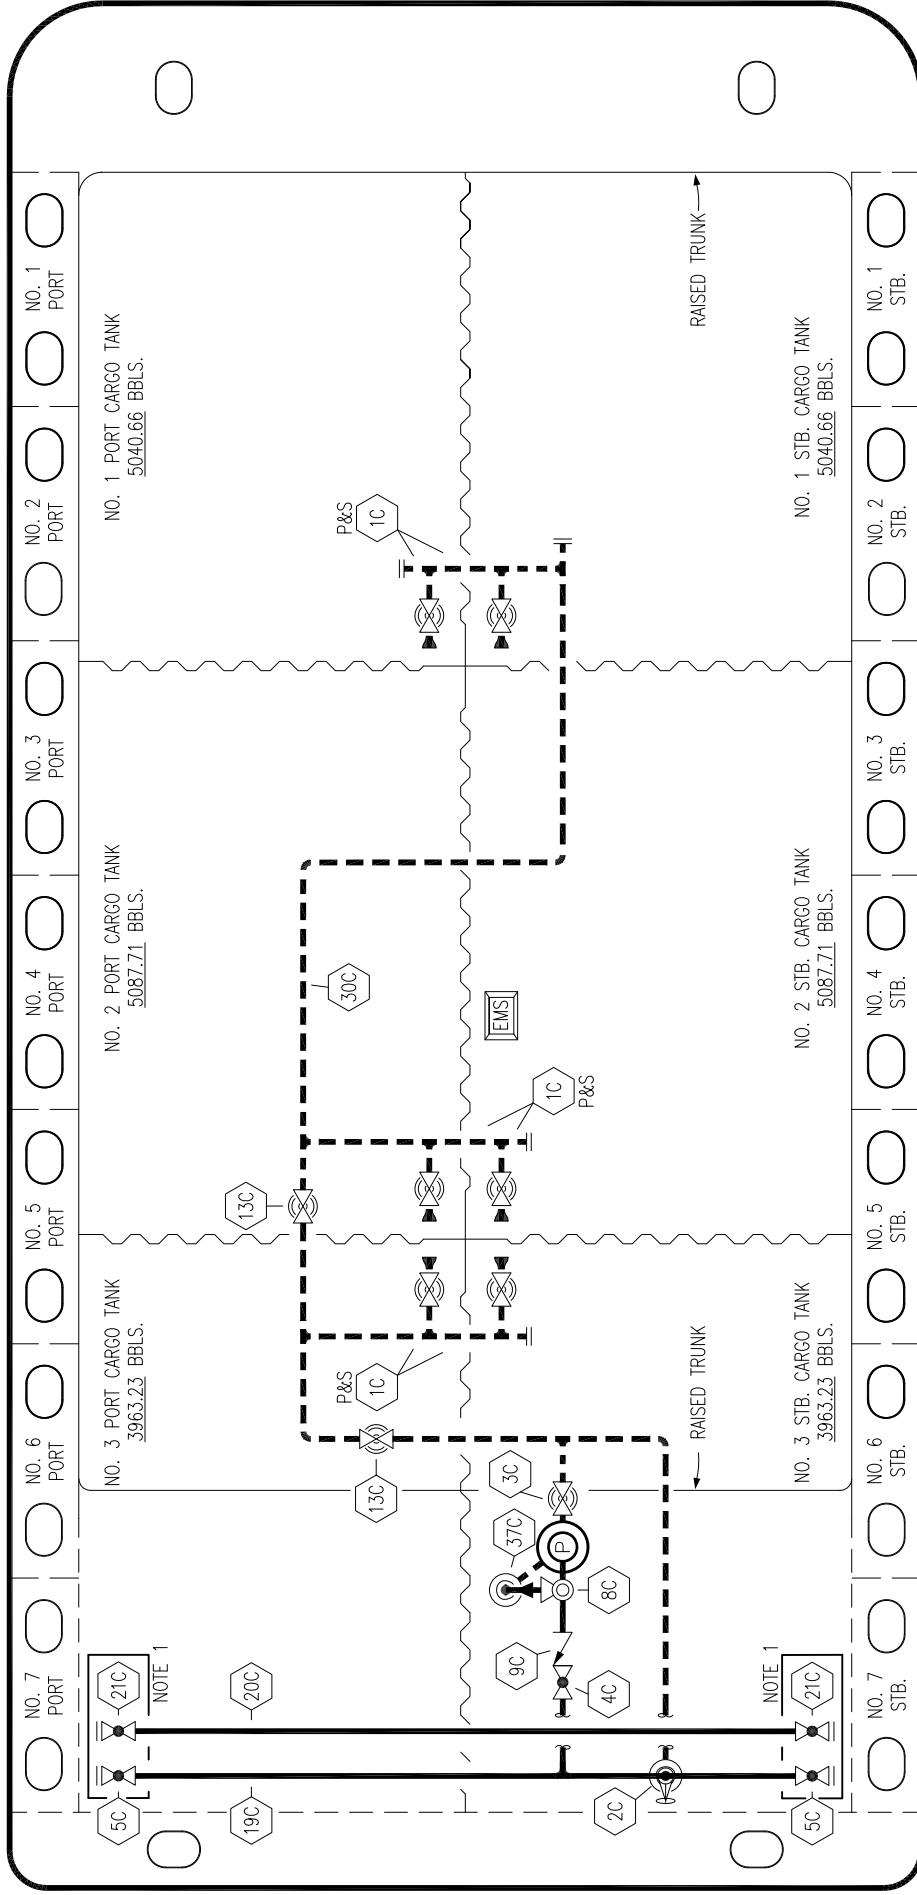 NO. 1
PORT
NO. 2
PORT
NO. 3
PORT
NO. 4
PORT
NO. 5
PORT
NO. 6
PORT
NO. 7
PORT
NO. 1 PORT CARGO TANK
5040.66 BBLS.
NO. 2 PORT CARGO TANK
5087.71 BBLS.
NO. 3 PORT CARGO TANK
3963.23 BBLS.
P&S
1C
30C
13C
P&S
1C
13C
EMS
1C
P&S
3C
37C
P
8C
9C
4C
21C
NOTE 1
20C
5C
19C
2C
NOTE 1
21C
5C
RAISED TRUNK
RAISED TRUNK
NO. 1 STB. CARGO TANK
5040.66 BBLS.
NO. 2 STB. CARGO TANK
5087.71 BBLS.
NO. 3 STB. CARGO TANK
3963.23 BBLS.
NO. 1
STB.
NO. 2
STB.
NO. 3
STB.
NO. 4
STB.
NO. 5
STB.
NO. 6
STB.
NO. 7
STB.